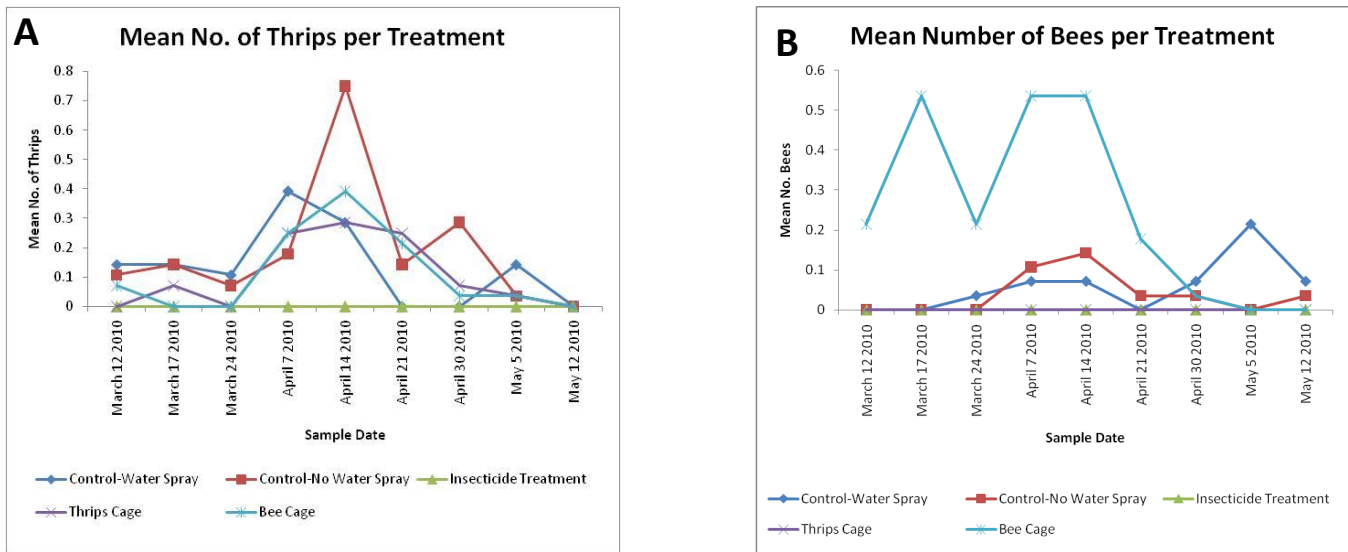 A
Mean No. of Thrips per Treatment
0.8
0.7
0.6
0.5
0.4
0.3
0.2
0.1
0
Mean No. of Thrips
March 12 2010
March 17 2010
March 24 2010
April 7 2010
April 14 2010
April 21 2010
April 30 2010
May 5 2010
May 12 2010
Sample Date
Control-Water Spray
Control-No Water Spray
Insecticide Treatment
Thrips Cage
Bee Cage
B
Mean Number of Bees per Treatment
0.6
0.5
0.4
0.3
0.2
0.1
0
Mean No. Bees
March 12 2010
March 17 2010
March 24 2010
April 7 2010
April 14 2010
April 21 2010
April 30 2010
May 5 2010
May 12 2010
Sample Date
Control-Water Spray
Control-No Water Spray
Insecticide Treatment
Thrips Cage
Bee Cage